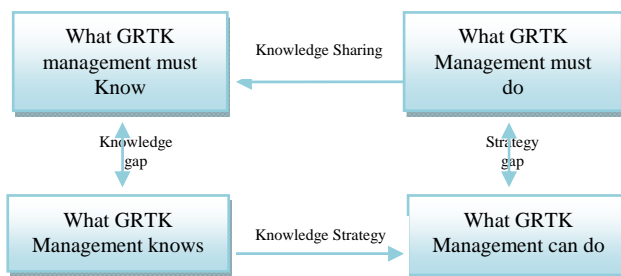 What GRTK
management must
Know
Knowledge Sharing
What GRTK
Management must
do
Knowledge
gap
Strategy
gap
What GRTK
Management knows
Knowledge Strategy
What GRTK
Management can do